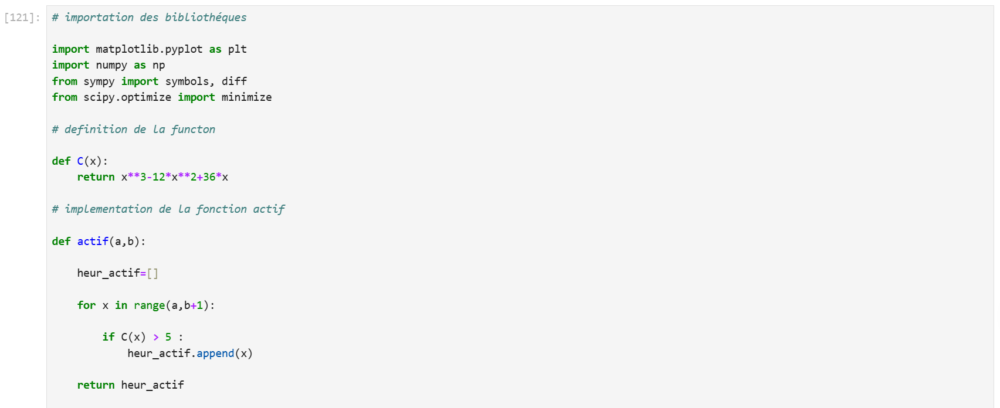 [121]:
# importation des bibliothéques
import matplotlib.pyplot as plt
import numpy as np
from sympy import symbols, diff
from scipy.optimize import minimize
# definition de la functon
def C(x):
    return x**3-12*x**2+36*x
# implementation de la fonction actif
def actif(a,b):
    heur_actif=[]
    for x in range(a,b+1):
        if C(x) > 5 :
            heur_actif.append(x)
    return heur_actif